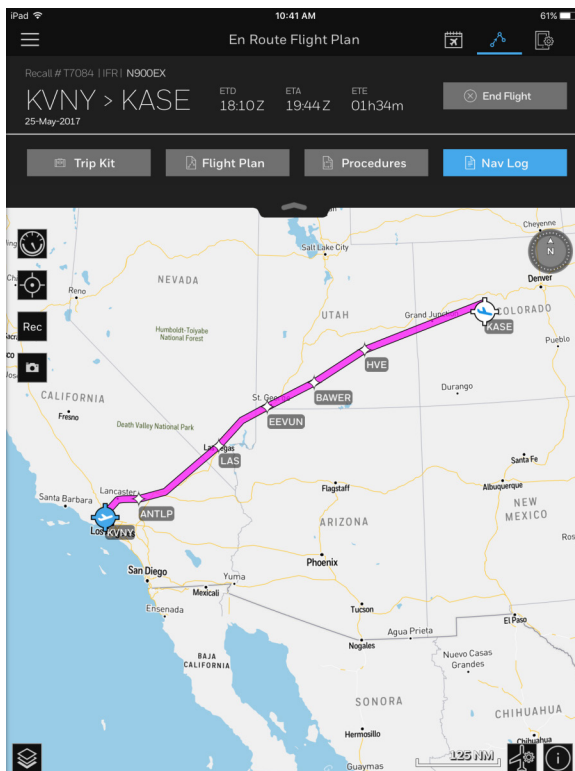 iPad 10:41 AM 61%
En Route Flight Plan
Recall # T7084 | IFR | N900EX
KVNY > KASE
25-May-2017
ETD ETA ETE
18:10 Z 19:44 Z 01h34m
End Flight
Trip Kit Flight Plan Procedures Nav Log
Cheyenne
Salt Lake City
N
NEVADA
Reno
Denver
UTAH
Grand Junction
COLORADO
KASE
Rec
Humboldt-Toiyabe
National Forest
Pueblo
HVE
Durango
BAWER
CALIFORNIA
St. George
Fresno
EEVUN
Death Valley National Park
Las Vegas
LAS
Santa Fe
Lancaster
Flagstaff
Albuquerque
Santa Barbara
ANTLP
NEW
MEXICO
ARIZONA
Los
KVNY
Phoenix
San Diego
Yuma
Mexicali
Ensenada
Tucson
El Paso
Agua Prieta
Nogales
BAJA
CALIFORNIA
Nuevo Casas
Grandes
SONORA
CHIHUAHUA
Hermosillo
Chihuahua
125 NM
Guaymas